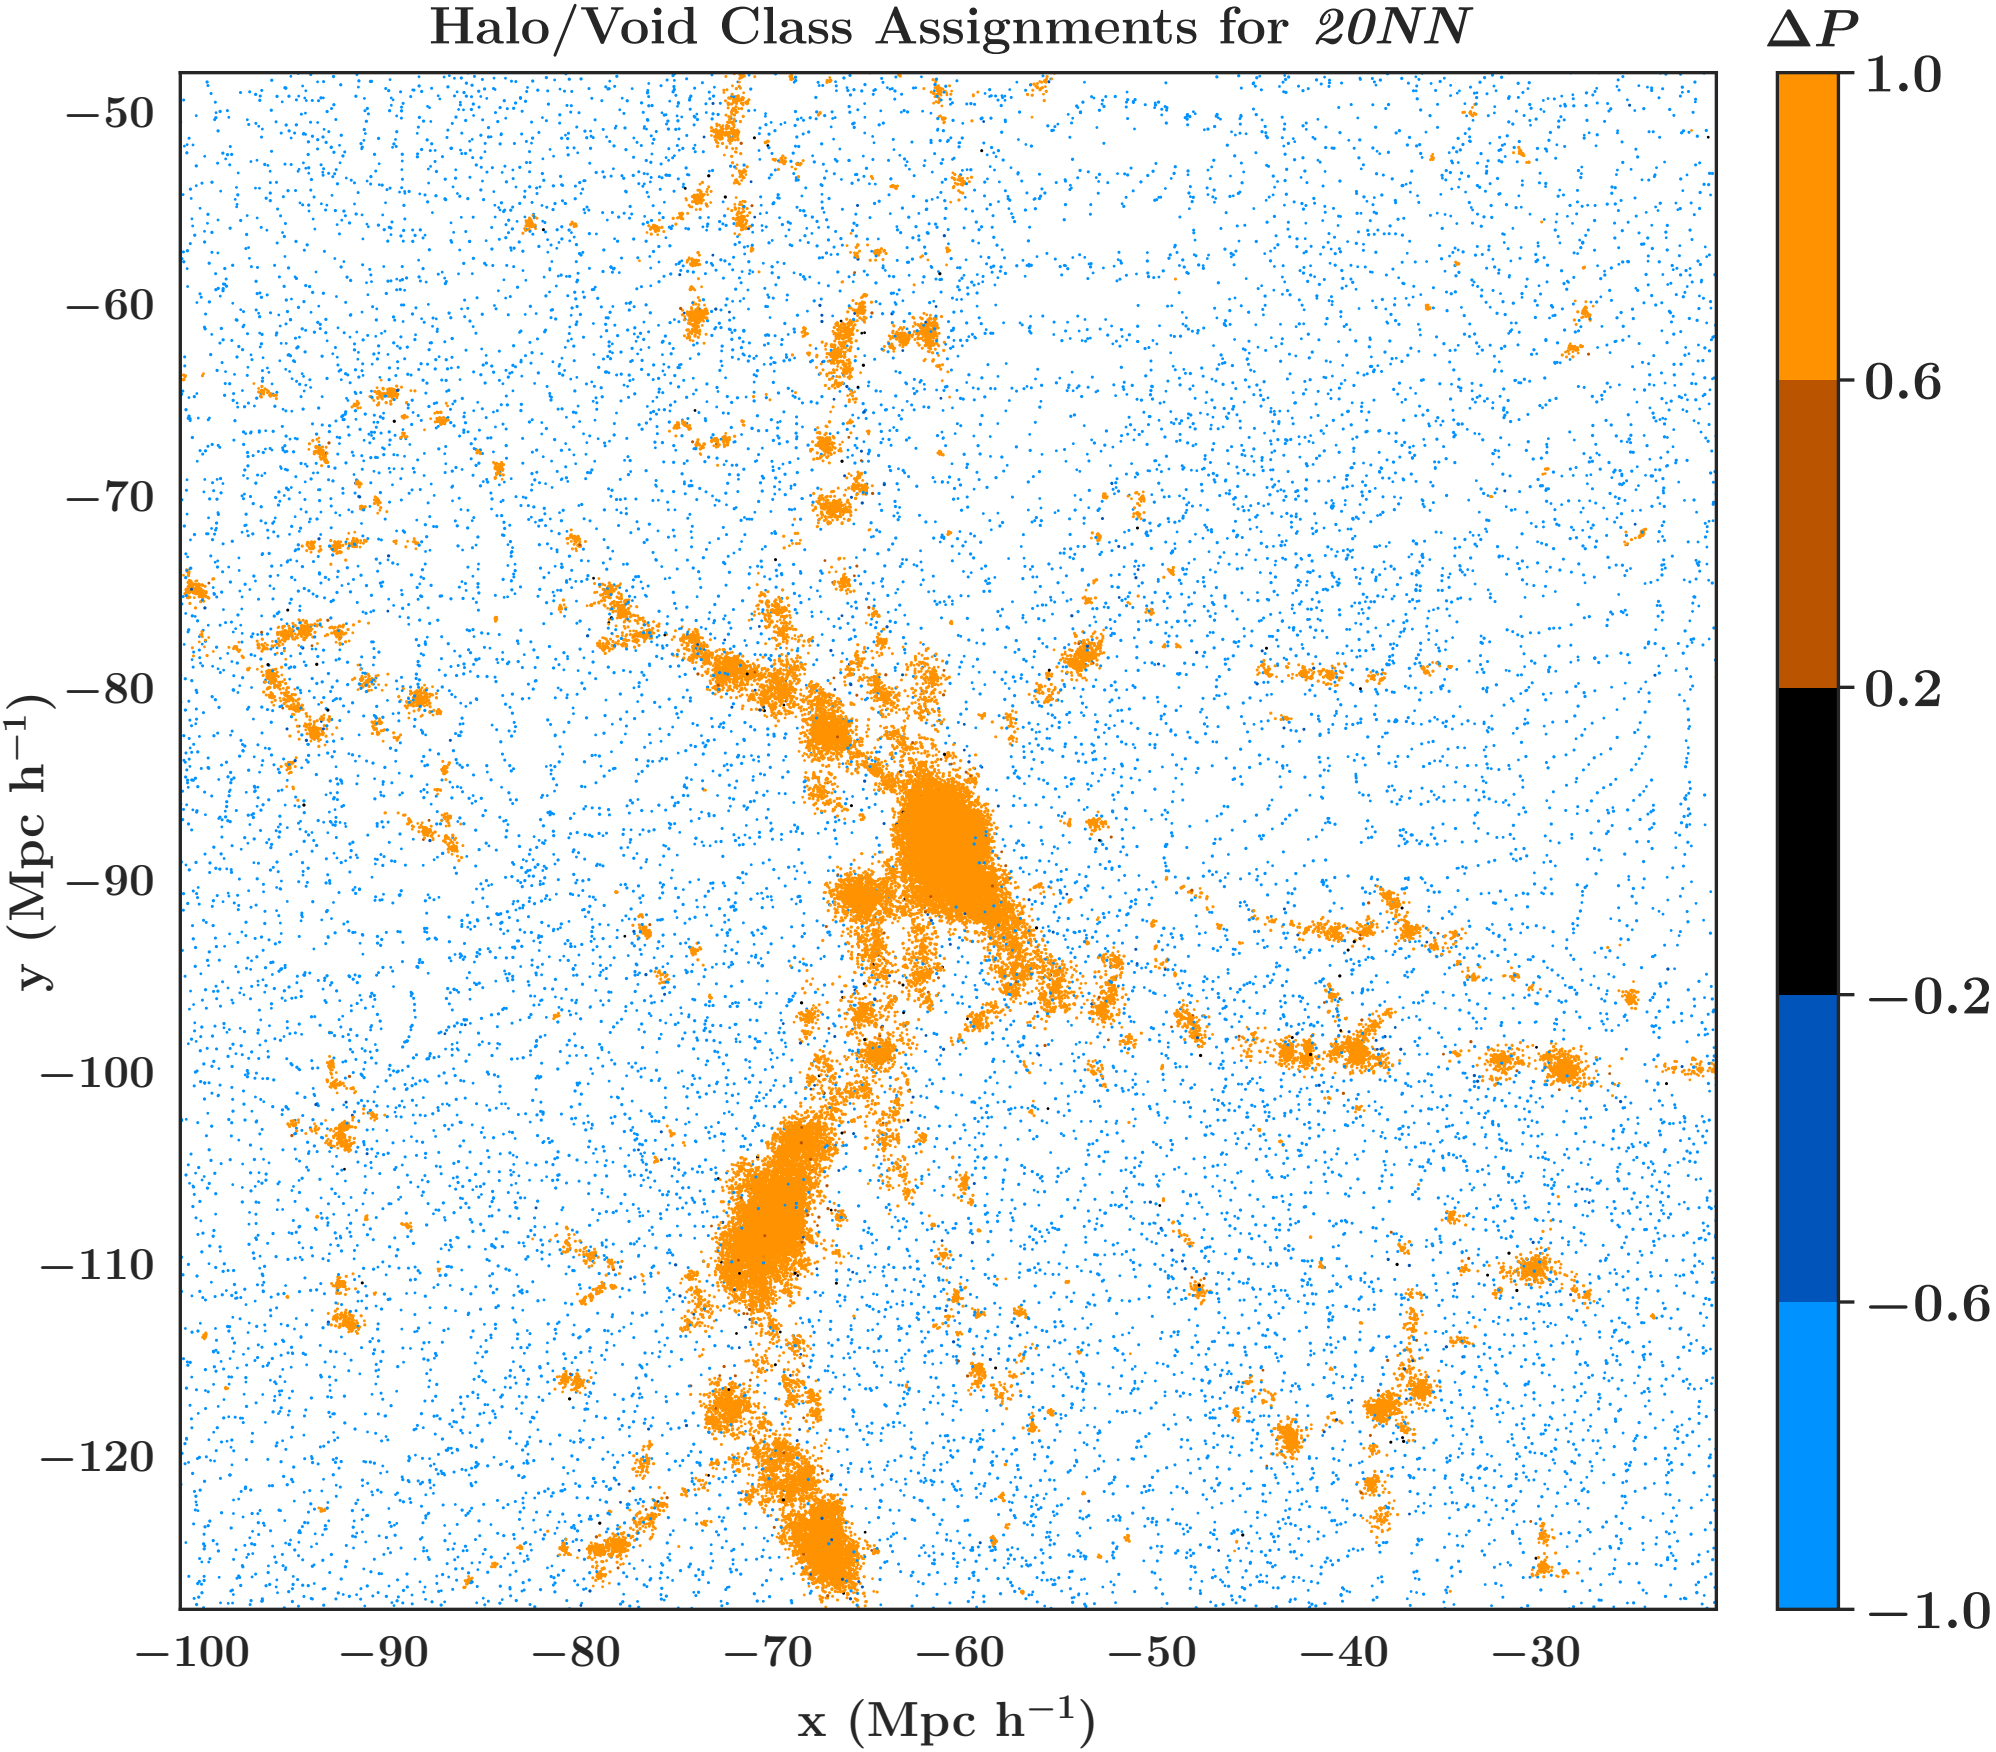 Halo/Void Class Assignments for 20NN
ΔP
1.0
0.6
0.2
−0.2
−0.6
−1.0
y (Mpc h⁻¹)
−50
−60
−70
−80
−90
−100
−110
−120
−100 −90 −80 −70 −60 −50 −40 −30
x (Mpc h⁻¹)